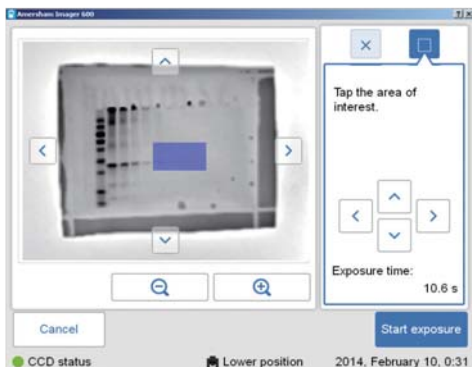 Amersham Imager 600
Tap the area of
interest.
Exposure time:
10.6 s
Cancel
Start exposure
CCD status
Lower position
2014, February 10, 0:31